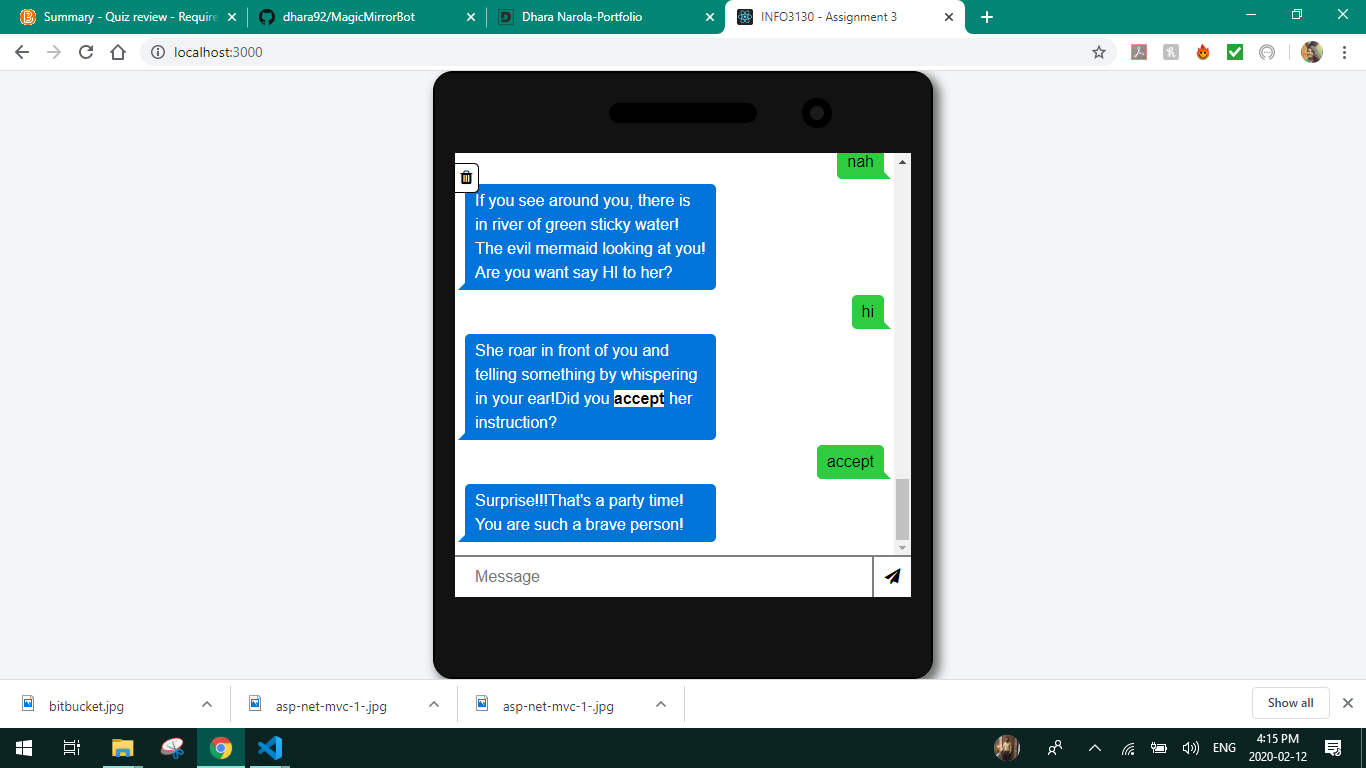 Summary - Quiz review - Require
dhara92/MagicMirrorBot
Dhara Narola-Portfolio
INFO3130 - Assignment 3
localhost:3000
nah
If you see around you, there is
in river of green sticky water!
The evil mermaid looking at you!
Are you want say HI to her?
hi
She roar in front of you and
telling something by whispering
in your ear!Did you accept her
instruction?
accept
Surprise!!!That's a party time!
You are such a brave person!
Message
bitbucket.jpg
asp-net-mvc-1-.jpg
asp-net-mvc-1-.jpg
Show all
ENG
4:15 PM
2020-02-12